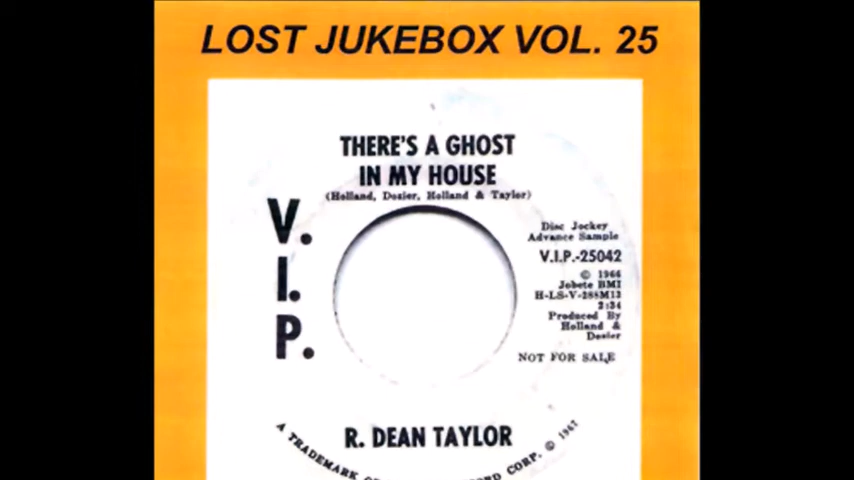 LOST JUKEBOX VOL. 25
THERE'S A GHOST
IN MY HOUSE
(Holland, Dozier, Holland & Taylor)
V.
I.
P.
Disc Jockey
Advance Sample
V.I.P.-25042
© 1966
Jobete BMI
H-LS-V-288M13
2:34
Produced By
Holland &
Dozier
NOT FOR SALE
R. DEAN TAYLOR
A TRADEMARK CORP. ©